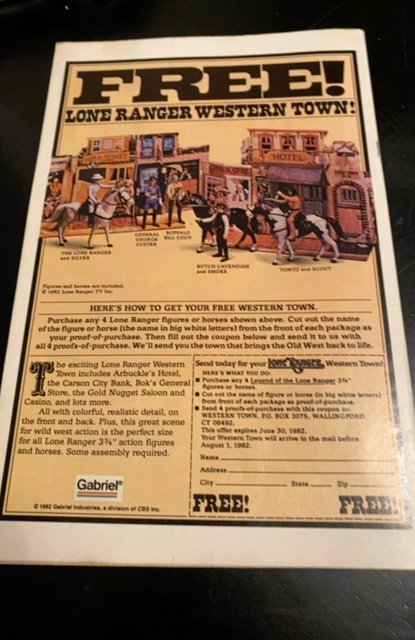 FREE!
LONE RANGER WESTERN TOWN!
HOTEL
THE LONE RANGER
and SILVER
GENERAL
GEORGE
CUSTER
BUFFALO
BILL CODY
BUTCH CAVENDISH
and SMOKE
TONTO and SCOUT
Figures and horses not included.
© 1982 Lone Ranger TV Inc.
HERE'S HOW TO GET YOUR FREE WESTERN TOWN.
Purchase any 4 Lone Ranger figures or horses shown above. Cut out the name
of the figure or horse (the name in big white letters) from the front of each package as
your proof-of-purchase. Then fill out the coupon below and send it to us with
all 4 proofs-of-purchase. We'll send you the town that brings the Old West back to life.
The exciting Lone Ranger Western
Town includes Arbuckle's Hotel,
the Carson City Bank, Bok's General
Store, the Gold Nugget Saloon and
Casino, and lots more.
All with colorful, realistic detail, on
the front and back. Plus, this great scene
for wild west action is the perfect size
for all Lone Ranger 3¾" action figures
and horses. Some assembly required.
Gabriel®
© 1982 Gabriel Industries, a division of CBS Inc.
Send today for your LONE RANGER Western Town!
HERE'S WHAT YOU DO:
■ Purchase any 4 Legend of the Lone Ranger 3¾"
figures or horses.
■ Cut out name of figure or horse (in big white letters)
from front of each package as proof-of-purchase.
■ Send 4 proofs-of-purchase with this coupon to:
WESTERN TOWN, P.O. BOX 3075, WALLINGFORD,
CT 06492.
This offer expires June 30, 1982.
Your Western Town will arrive in the mail before
August 1, 1982.
Name
Address
City State Zip
FREE! FREE!